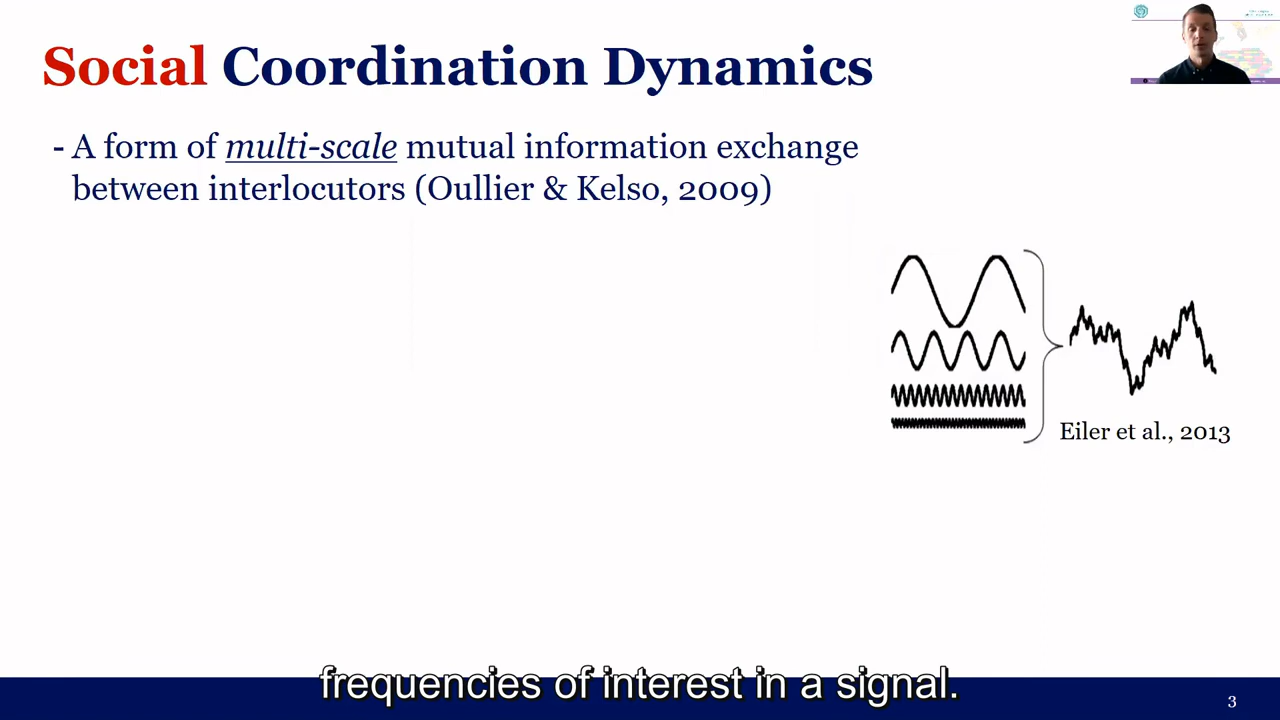 Social Coordination Dynamics
- A form of multi-scale mutual information exchange
between interlocutors (Oullier & Kelso, 2009)
Eiler et al., 2013
frequencies of interest in a signal.
3